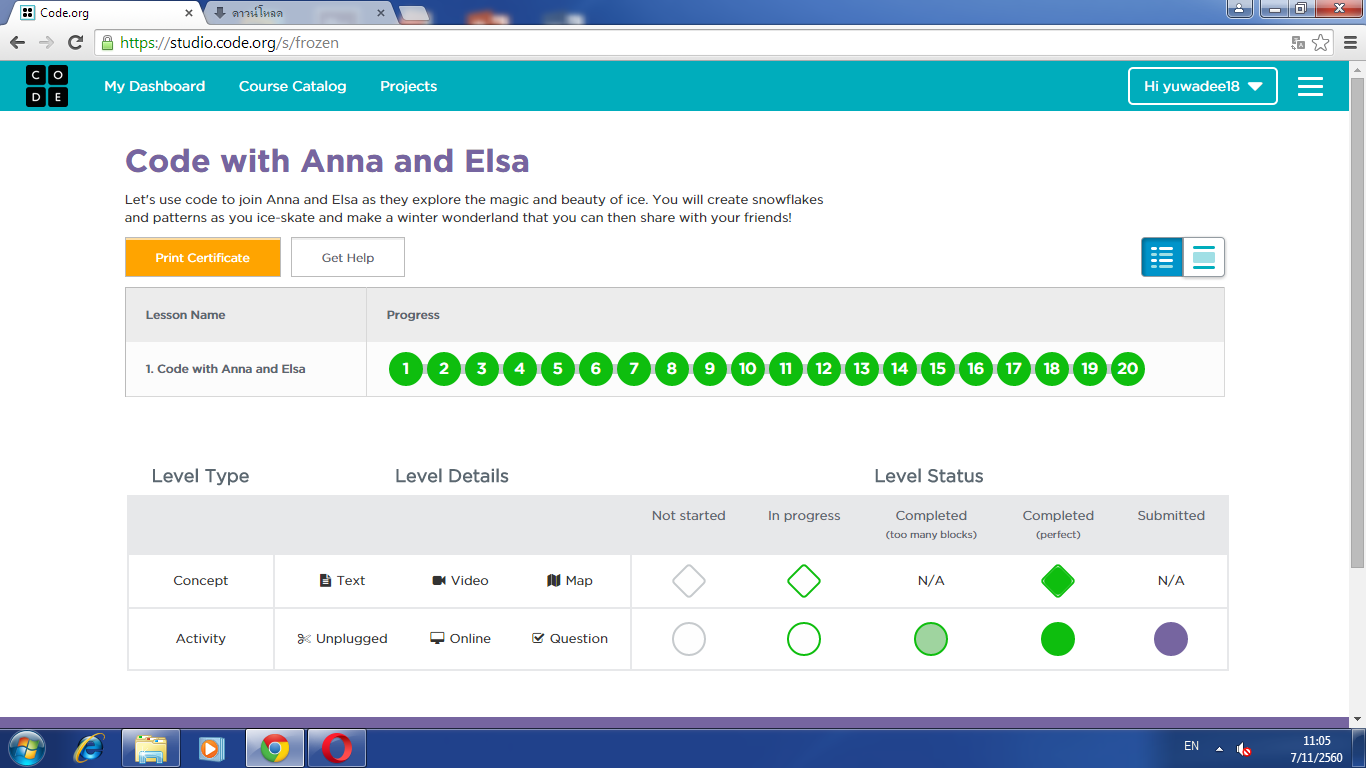 Code.org
ดาวน์โหลด
https://studio.code.org/s/frozen
C O
D E
My Dashboard Course Catalog Projects
Hi yuwadee18
Code with Anna and Elsa
Let's use code to join Anna and Elsa as they explore the magic and beauty of ice. You will create snowflakes
and patterns as you ice-skate and make a winter wonderland that you can then share with your friends!
Print Certificate Get Help
Lesson Name Progress
1. Code with Anna and Elsa 1 2 3 4 5 6 7 8 9 10 11 12 13 14 15 16 17 18 19 20
Level Type Level Details Level Status
Not started In progress Completed Completed Submitted
(too many blocks) (perfect)
Concept Text Video Map N/A N/A
Activity Unplugged Online Question
EN
11:05
7/11/2560